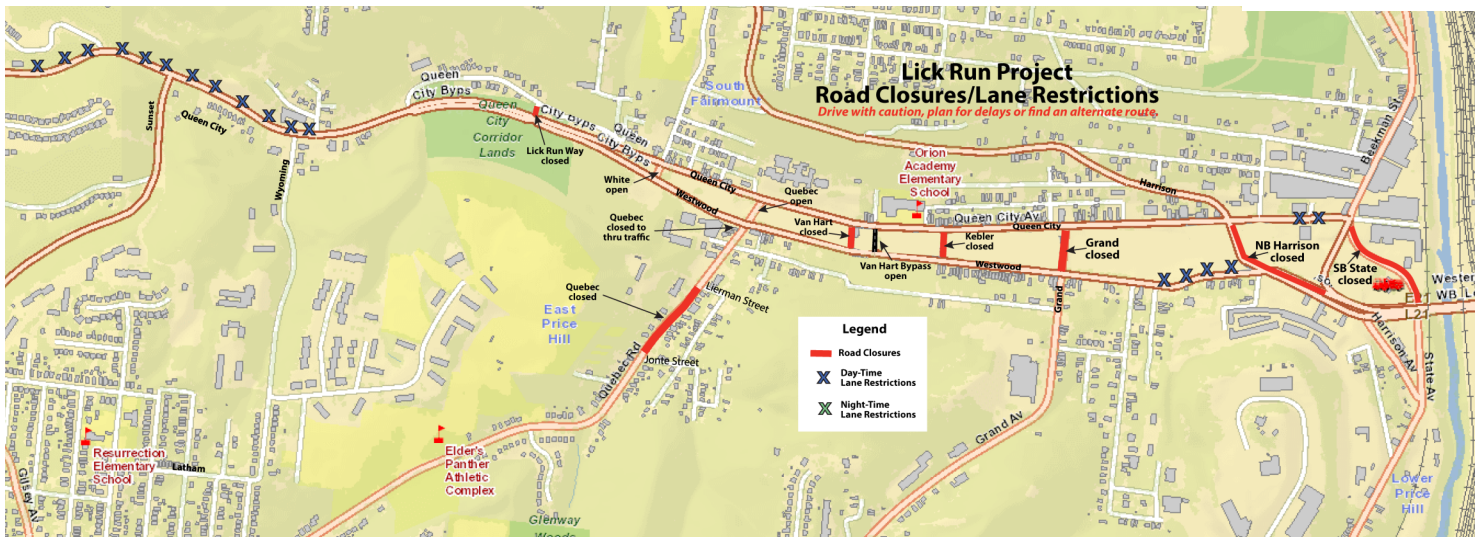 Lick Run Project
Road Closures/Lane Restrictions
Drive with caution, plan for delays or find an alternate route.
Queen
City Byps
Queen
City
Corridor
Lands
City Byps
Queen
City Byps
South
Fairmount
Beekman St
Sunset
Queen City
Wyoming
Lick Run Way
closed
White
open
Queen City
Westwood
Quebec
open
Quebec
closed to
thru traffic
Orion
Academy
Elementary
School
Harrison
Van Hart
closed
Queen City Av
Queen City
Kebler
closed
Grand
closed
NB Harrison
closed
SB State
closed
Van Hart Bypass
open
Westwood
Quebec
closed
Lierman Street
East
Price
Hill
Grand
Harrison Av
State Av
Legend
Road Closures
Day-Time
Lane Restrictions
Night-Time
Lane Restrictions
Jonte Street
Quebec Rd
Grand Av
Resurrection
Elementary
School
Latham
Gilsey Av
Elder's
Panther
Athletic
Complex
Glenway
Woods
Lower
Price
Hill